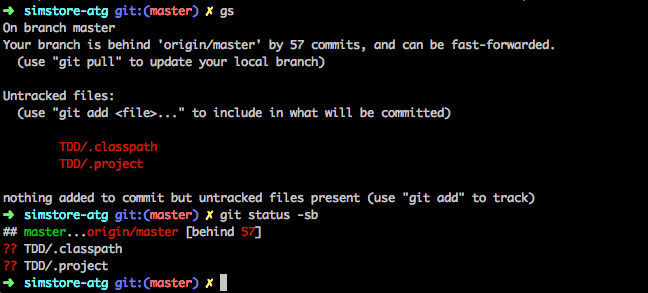 ➜ simstore-atg git:(master) ✗ gs
On branch master
Your branch is behind 'origin/master' by 57 commits, and can be fast-forwarded.
  (use "git pull" to update your local branch)
Untracked files:
  (use "git add <file>..." to include in what will be committed)
        TDD/.classpath
        TDD/.project
nothing added to commit but untracked files present (use "git add" to track)
➜ simstore-atg git:(master) ✗ git status -sb
## master...origin/master [behind 57]
?? TDD/.classpath
?? TDD/.project
➜ simstore-atg git:(master) ✗